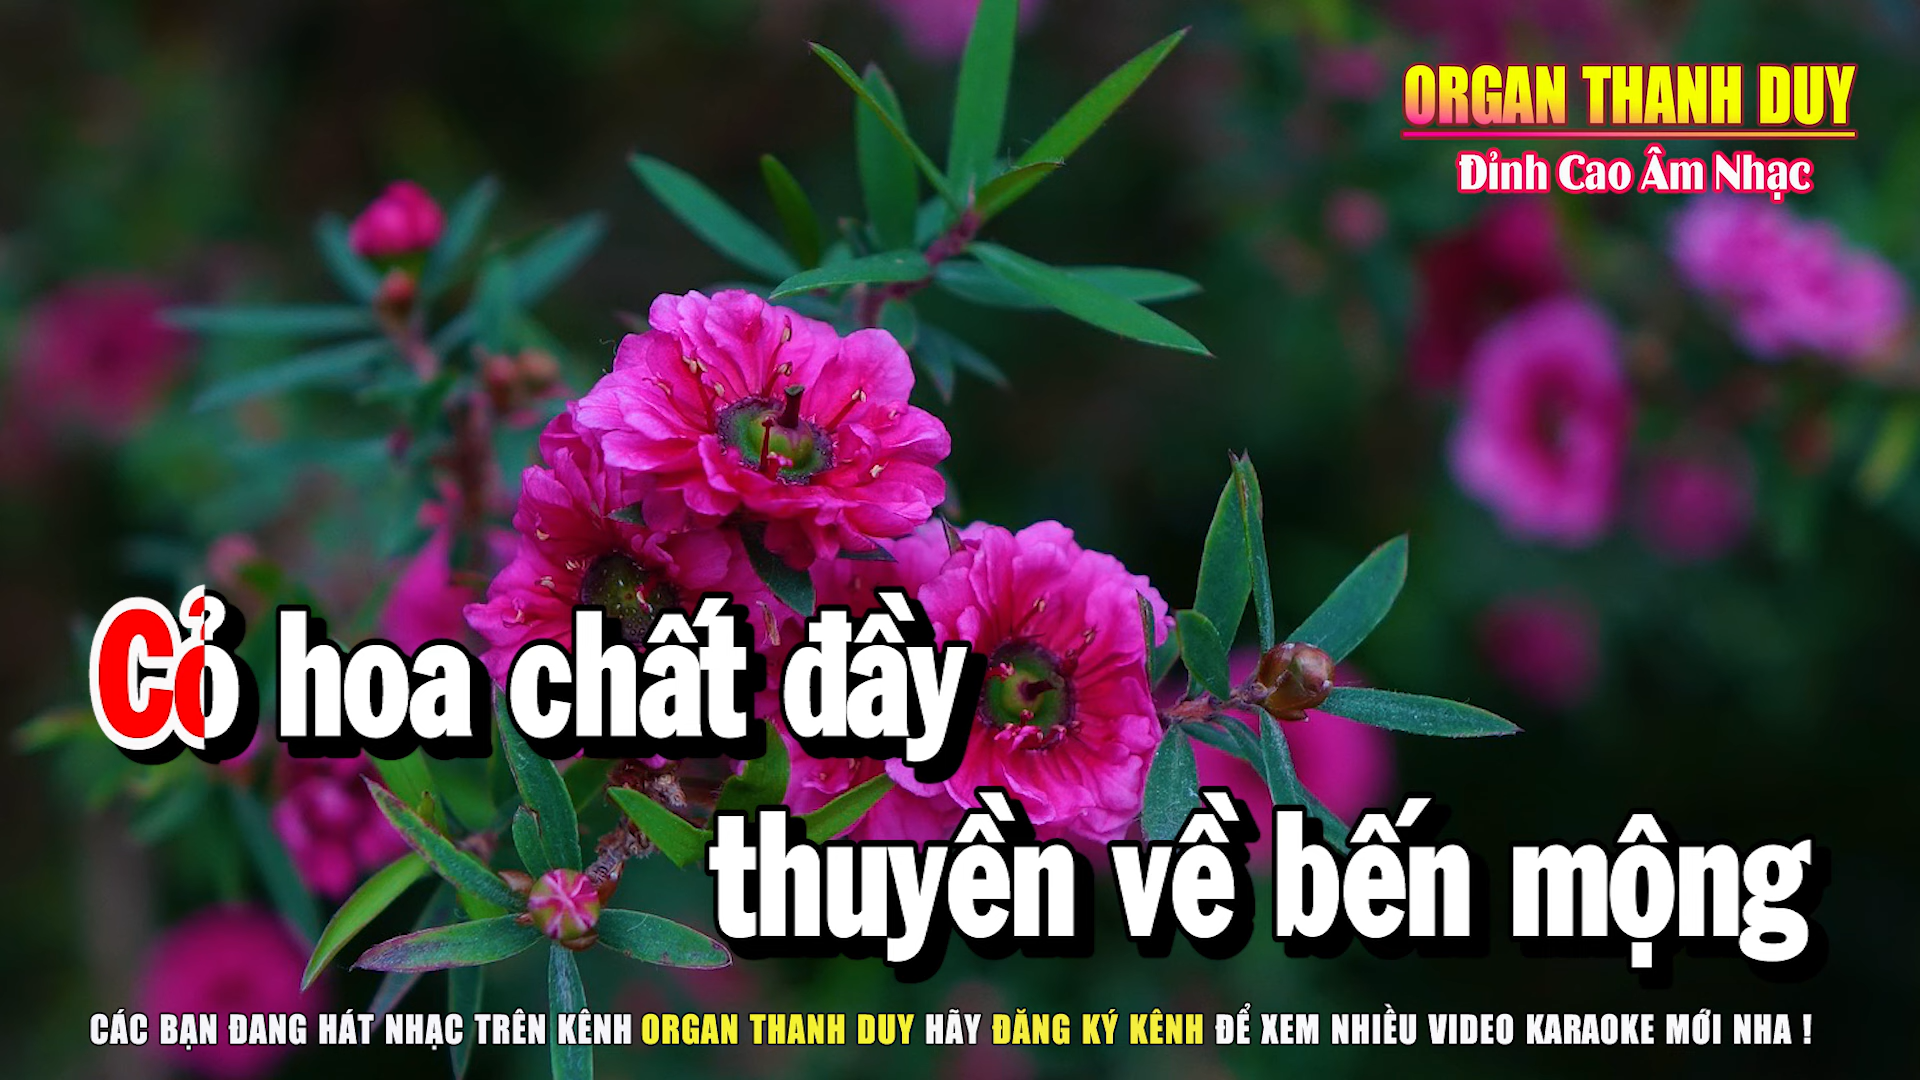 ORGAN THANH DUY
Đỉnh Cao Âm Nhạc
Cỏ hoa chất đầy
thuyền về bến mộng
CÁC BẠN ĐANG HÁT NHẠC TRÊN KÊNH ORGAN THANH DUY HÃY ĐĂNG KÝ KÊNH ĐỂ XEM NHIỀU VIDEO KARAOKE MỚI NHA !